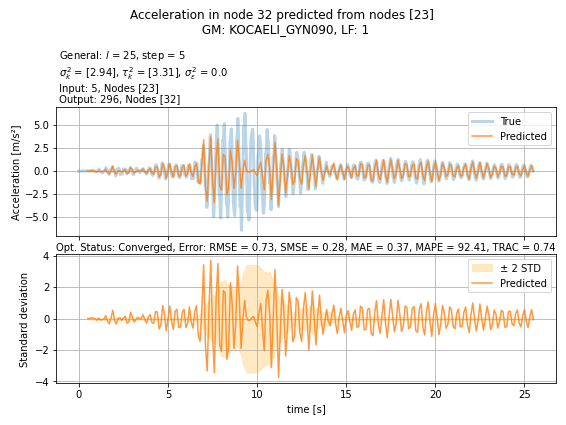 Acceleration in node 32 predicted from nodes [23]
GM: KOCAELI_GYN090, LF: 1
General: l = 25, step = 5
σ²ₖ = [2.94], τ²ₖ = [3.31], σ²ε = 0.0
Input: 5, Nodes [23]
Output: 296, Nodes [32]
Acceleration [m/s²]
5.0
2.5
0.0
−2.5
−5.0
True
Predicted
Opt. Status: Converged, Error: RMSE = 0.73, SMSE = 0.28, MAE = 0.37, MAPE = 92.41, TRAC = 0.74
Standard deviation
4
2
0
−2
−4
± 2 STD
Predicted
0 5 10 15 20 25
time [s]